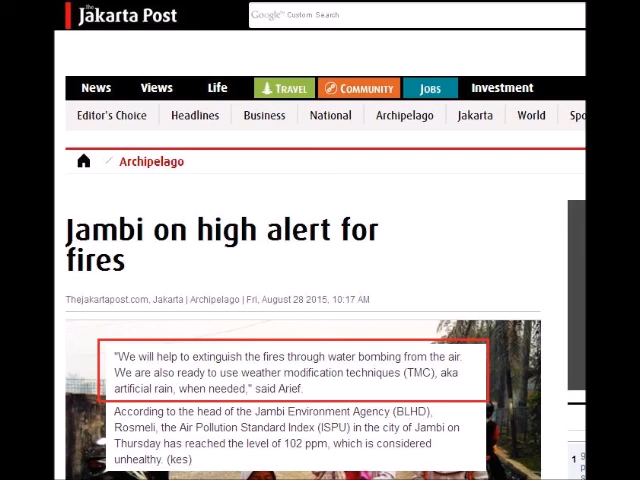 The Jakarta Post
Google Custom Search
News Views Life TRAVEL COMMUNITY JOBS Investment
Editor's Choice Headlines Business National Archipelago Jakarta World
Archipelago
Jambi on high alert for
fires
Thejakartapost.com, Jakarta | Archipelago | Fri, August 28 2015, 10:17 AM
"We will help to extinguish the fires through water bombing from the air.
We are also ready to use weather modification techniques (TMC), aka
artificial rain, when needed," said Arief.
According to the head of the Jambi Environment Agency (BLHD),
Rosmeli, the Air Pollution Standard Index (ISPU) in the city of Jambi on
Thursday has reached the level of 102 ppm, which is considered
unhealthy. (kes)
1